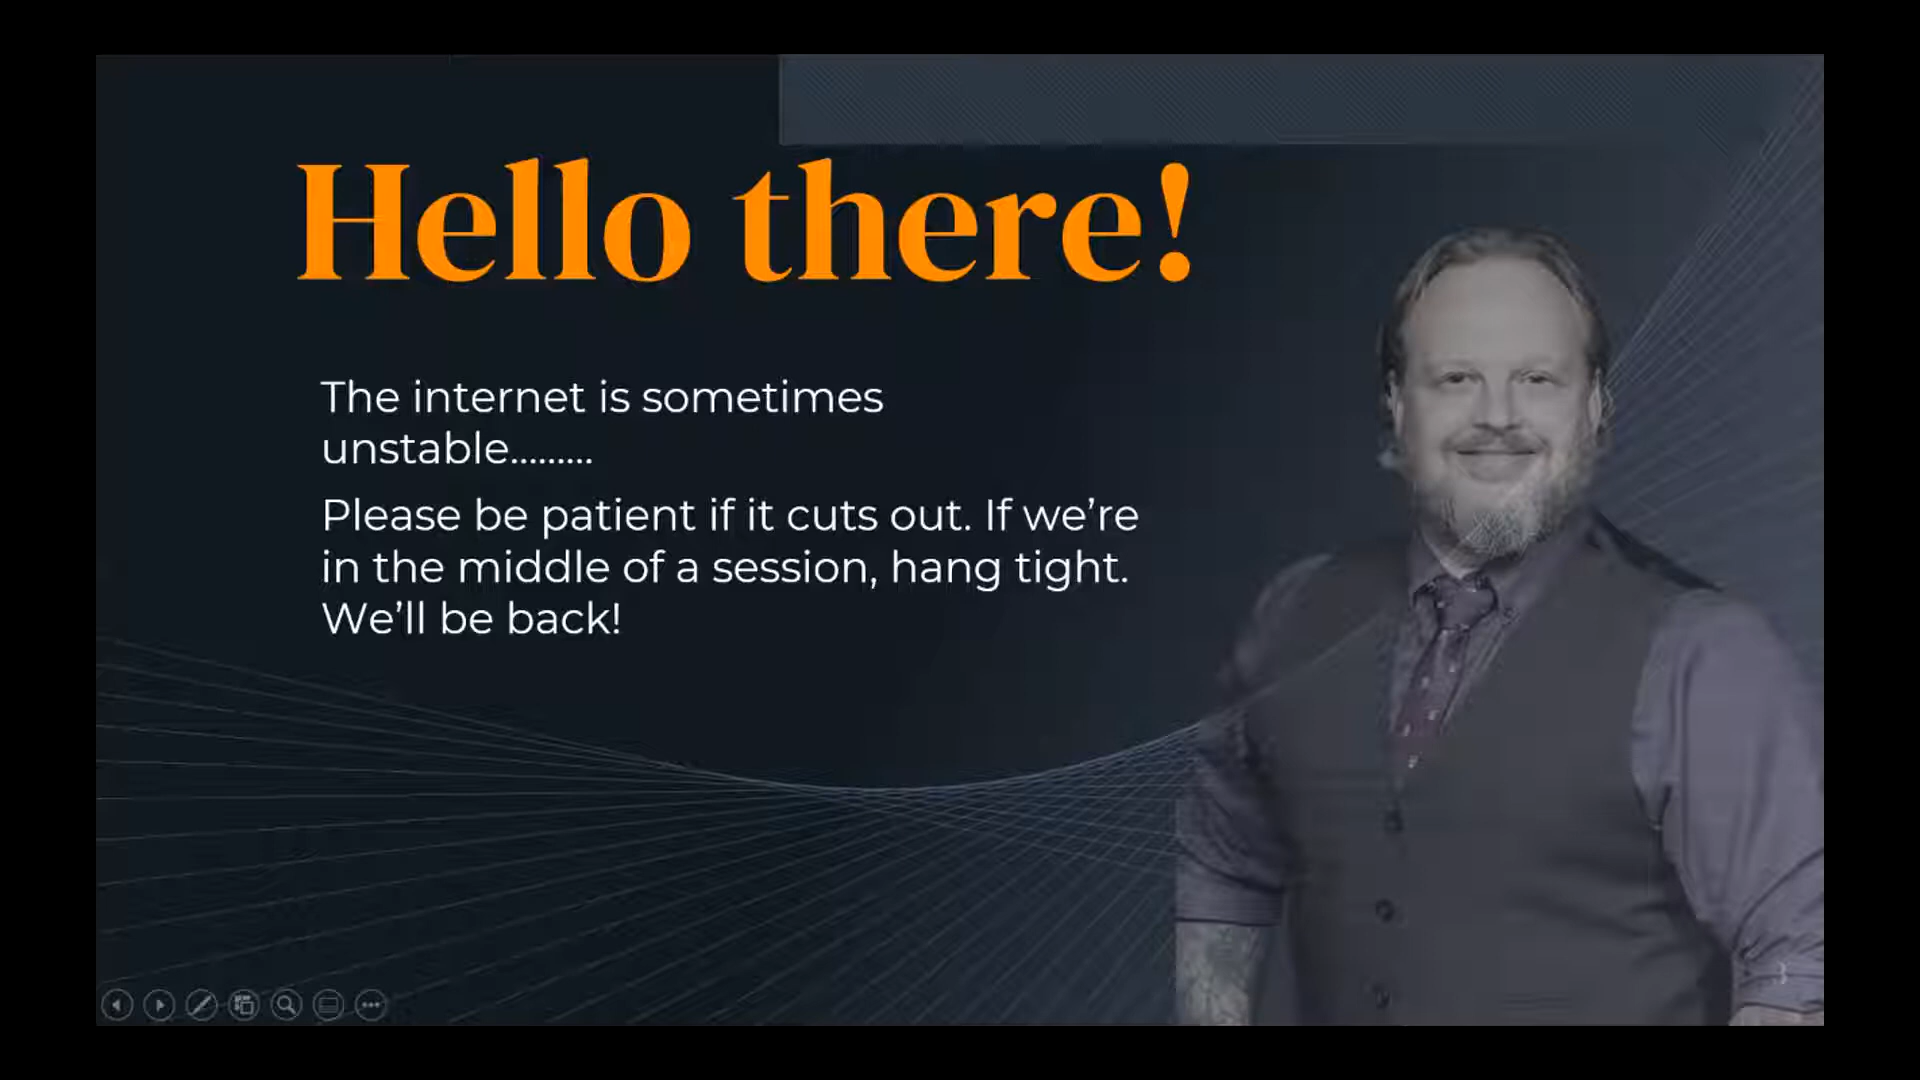 Hello there!
The internet is sometimes
unstable.........
Please be patient if it cuts out. If we’re
in the middle of a session, hang tight.
We’ll be back!
3